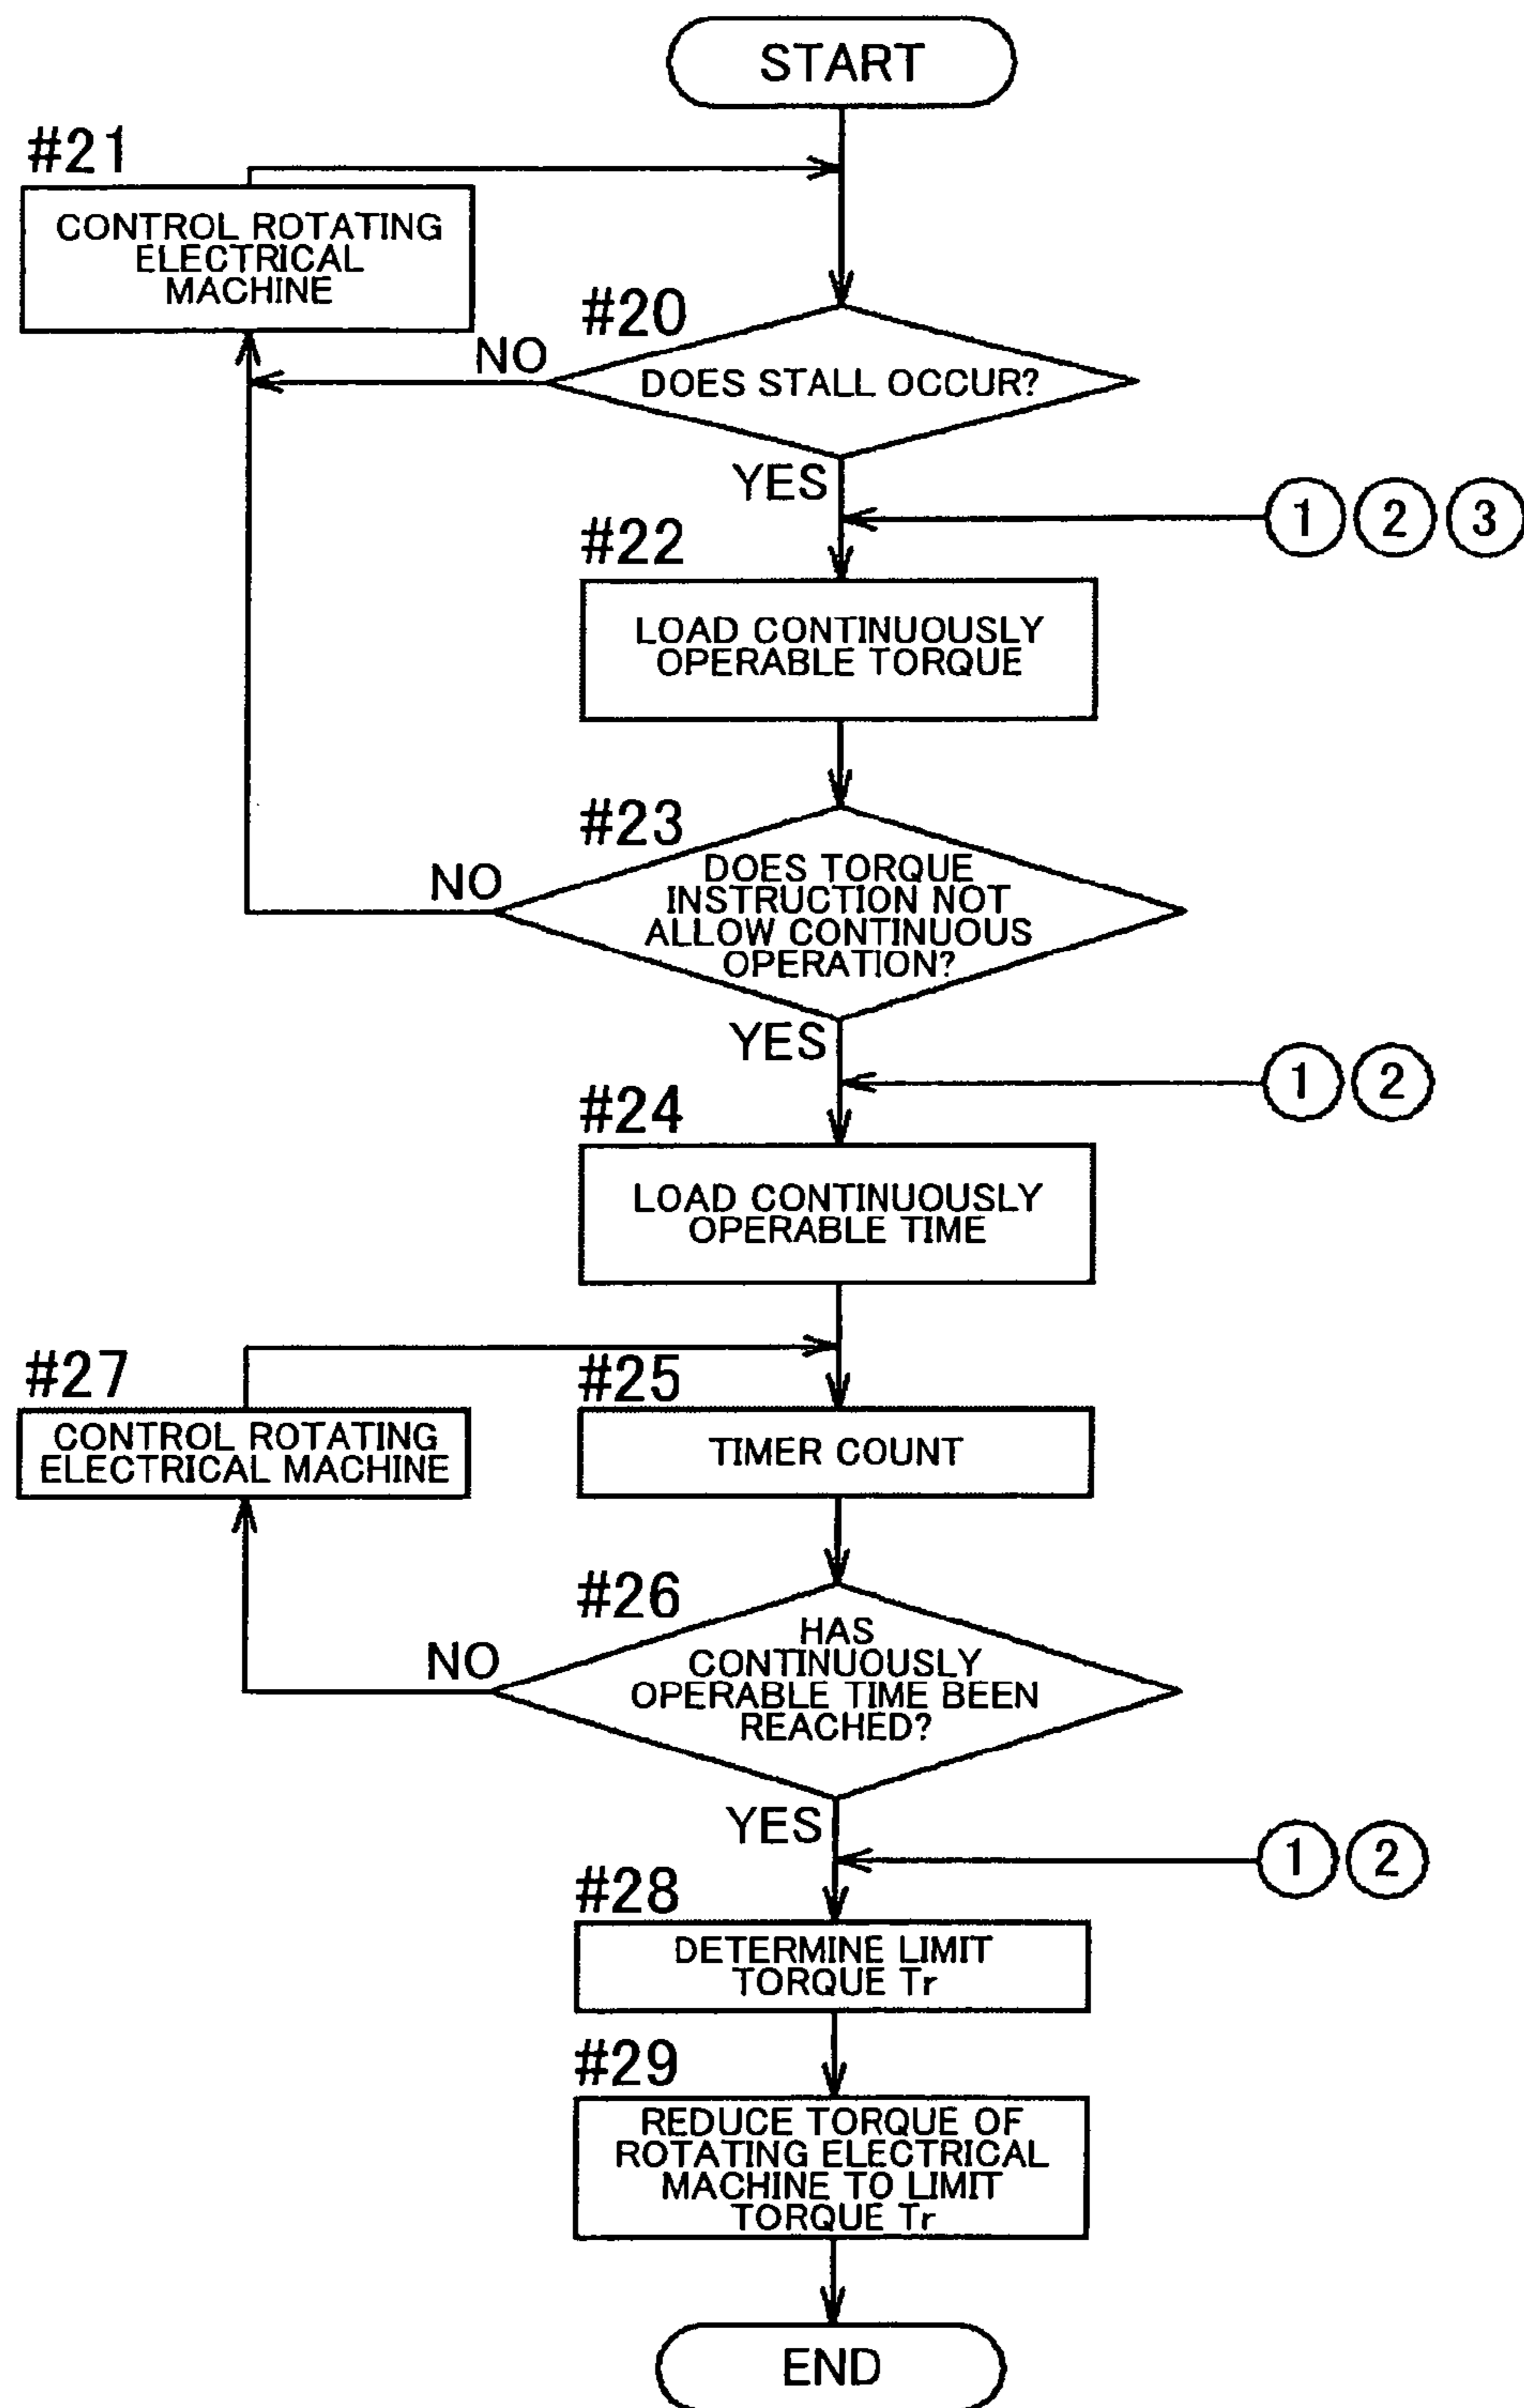 START
#21
CONTROL ROTATING
ELECTRICAL
MACHINE
#20
NO
DOES STALL OCCUR?
YES
1 2 3
#22
LOAD CONTINUOUSLY
OPERABLE TORQUE
#23
NO
DOES TORQUE
INSTRUCTION NOT
ALLOW CONTINUOUS
OPERATION?
YES
1 2
#24
LOAD CONTINUOUSLY
OPERABLE TIME
#27
CONTROL ROTATING
ELECTRICAL MACHINE
#25
TIMER COUNT
#26
NO
HAS
CONTINUOUSLY
OPERABLE TIME BEEN
REACHED?
YES
1 2
#28
DETERMINE LIMIT
TORQUE Tr
#29
REDUCE TORQUE OF
ROTATING ELECTRICAL
MACHINE TO LIMIT
TORQUE Tr
END